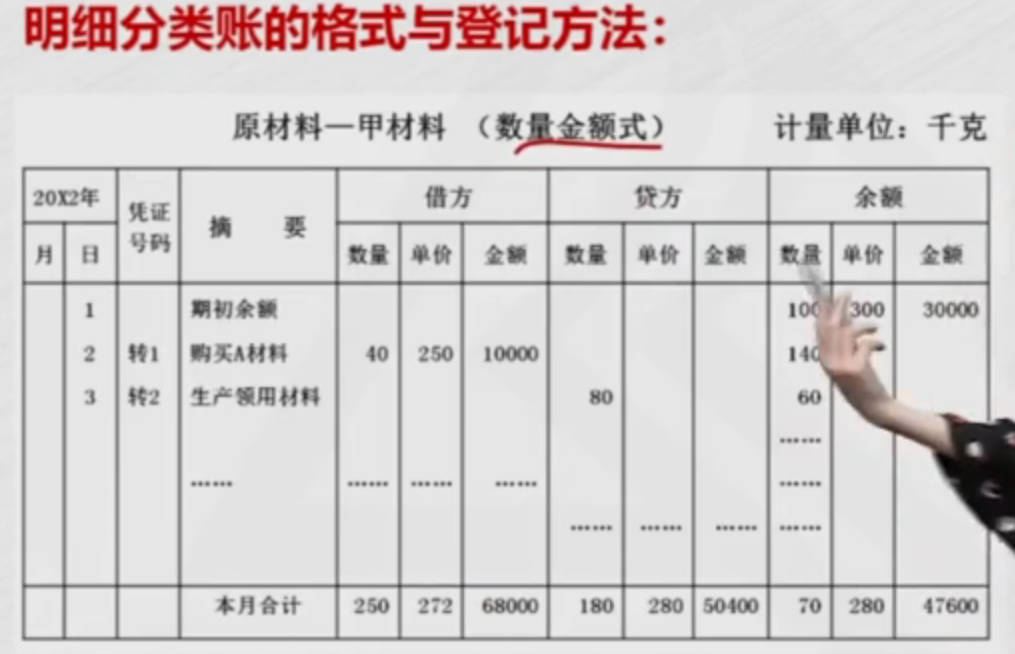 明细分类账的格式与登记方法：
原材料—甲材料 （数量金额式） 计量单位：千克
20X2年 凭证号码 摘 要 借方 贷方 余额
月 日 数量 单价 金额 数量 单价 金额 数量 单价 金额
1 期初余额 100 300 30000
2 转1 购买A材料 40 250 10000 140
3 转2 生产领用材料 80 60
……
…… …… …… …… ……
…… …… …… ……
本月合计 250 272 68000 180 280 50400 70 280 47600